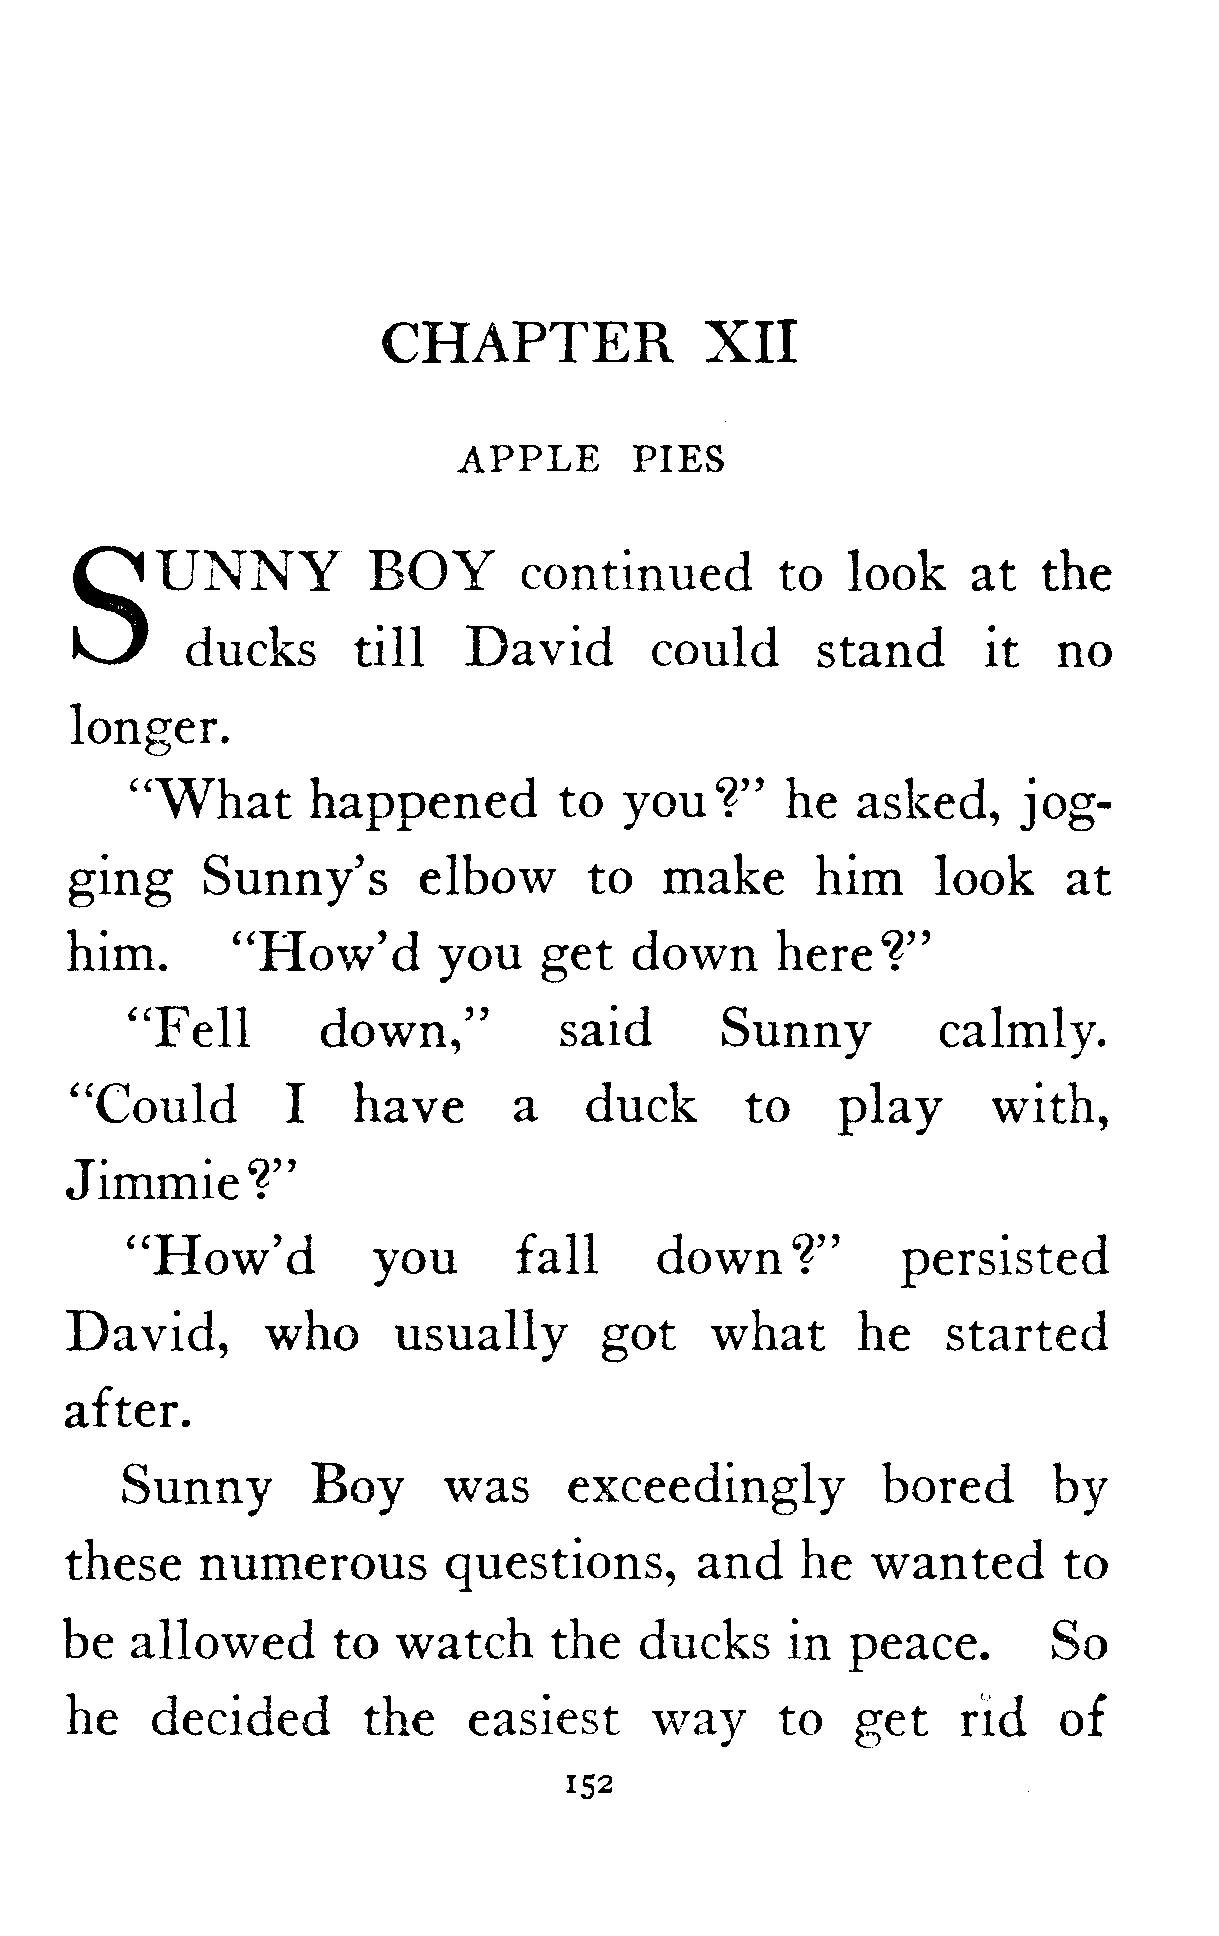 CHAPTER XII
APPLE PIES
SUNNY BOY continued to look at the
ducks till David could stand it no
longer.
"What happened to you?" he asked, jog-
ging Sunny's elbow to make him look at
him. "How'd you get down here?"
"Fell down," said Sunny calmly.
"Could I have a duck to play with,
Jimmie?"
"How'd you fall down?" persisted
David, who usually got what he started
after.
Sunny Boy was exceedingly bored by
these numerous questions, and he wanted to
be allowed to watch the ducks in peace. So
he decided the easiest way to get rid of
152